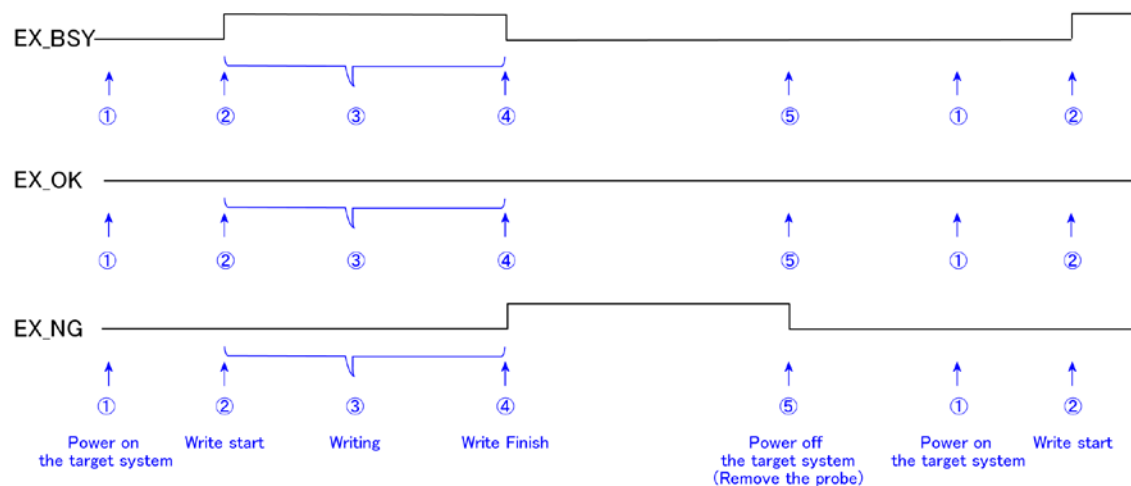 EX_BSY
① ② ③ ④ ⑤ ① ②
EX_OK
① ② ③ ④ ⑤ ① ②
EX_NG
① ② ③ ④ ⑤ ① ②
Power on
the target system
Write start
Writing
Write Finish
Power off
the target system
(Remove the probe)
Power on
the target system
Write start